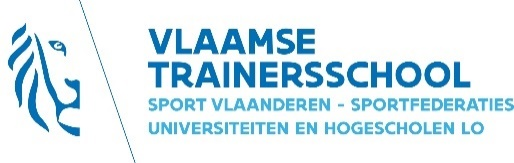 VLAAMSE
TRAINERSSCHOOL
SPORT VLAANDEREN - SPORTFEDERATIES
UNIVERSITEITEN EN HOGESCHOLEN LO